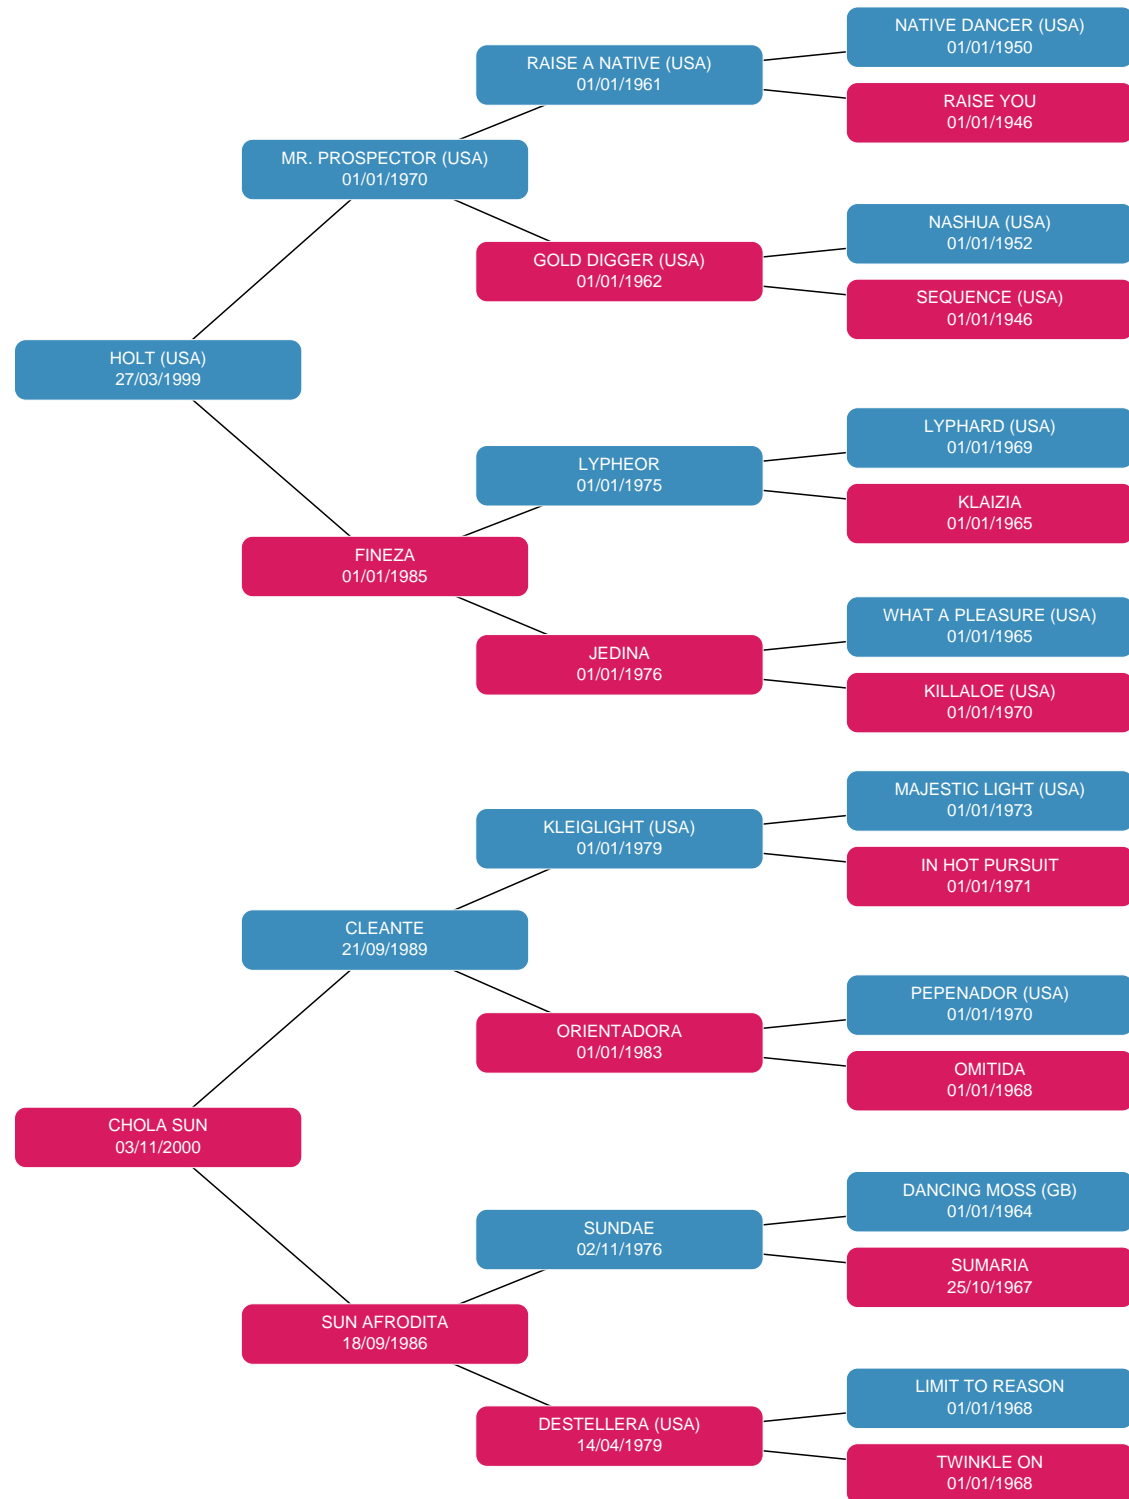 NATIVE DANCER (USA)
01/01/1950
RAISE A NATIVE (USA)
01/01/1961
RAISE YOU
01/01/1946
MR. PROSPECTOR (USA)
01/01/1970
NASHUA (USA)
01/01/1952
GOLD DIGGER (USA)
01/01/1962
SEQUENCE (USA)
01/01/1946
HOLT (USA)
27/03/1999
LYPHARD (USA)
01/01/1969
LYPHEOR
01/01/1975
KLAIZIA
01/01/1965
FINEZA
01/01/1985
WHAT A PLEASURE (USA)
01/01/1965
JEDINA
01/01/1976
KILLALOE (USA)
01/01/1970
MAJESTIC LIGHT (USA)
01/01/1973
KLEIGLIGHT (USA)
01/01/1979
IN HOT PURSUIT
01/01/1971
CLEANTE
21/09/1989
PEPENADOR (USA)
01/01/1970
ORIENTADORA
01/01/1983
OMITIDA
01/01/1968
CHOLA SUN
03/11/2000
DANCING MOSS (GB)
01/01/1964
SUNDAE
02/11/1976
SUMARIA
25/10/1967
SUN AFRODITA
18/09/1986
LIMIT TO REASON
01/01/1968
DESTELLERA (USA)
14/04/1979
TWINKLE ON
01/01/1968